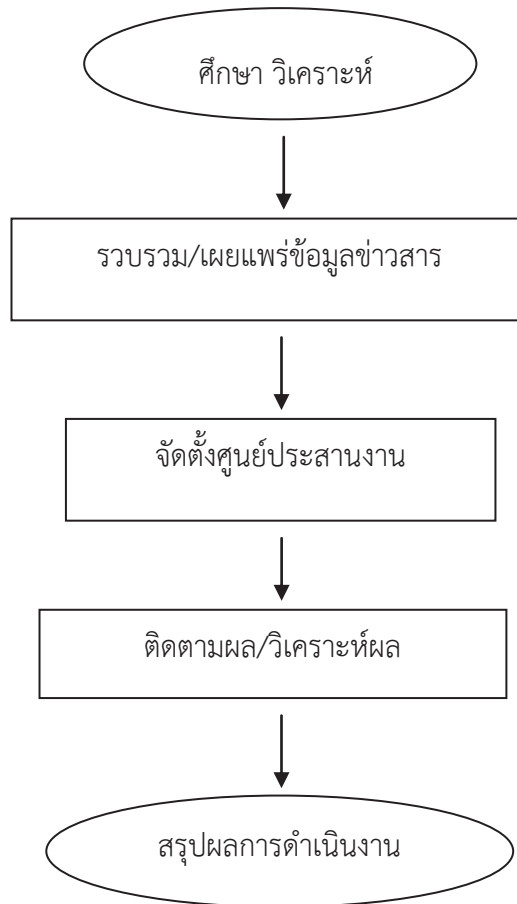 ศึกษา วิเคราะห์
รวบรวม/เผยแพร่ข้อมูลข่าวสาร
จัดตั้งศูนย์ประสานงาน
ติดตามผล/วิเคราะห์ผล
สรุปผลการดำเนินงาน